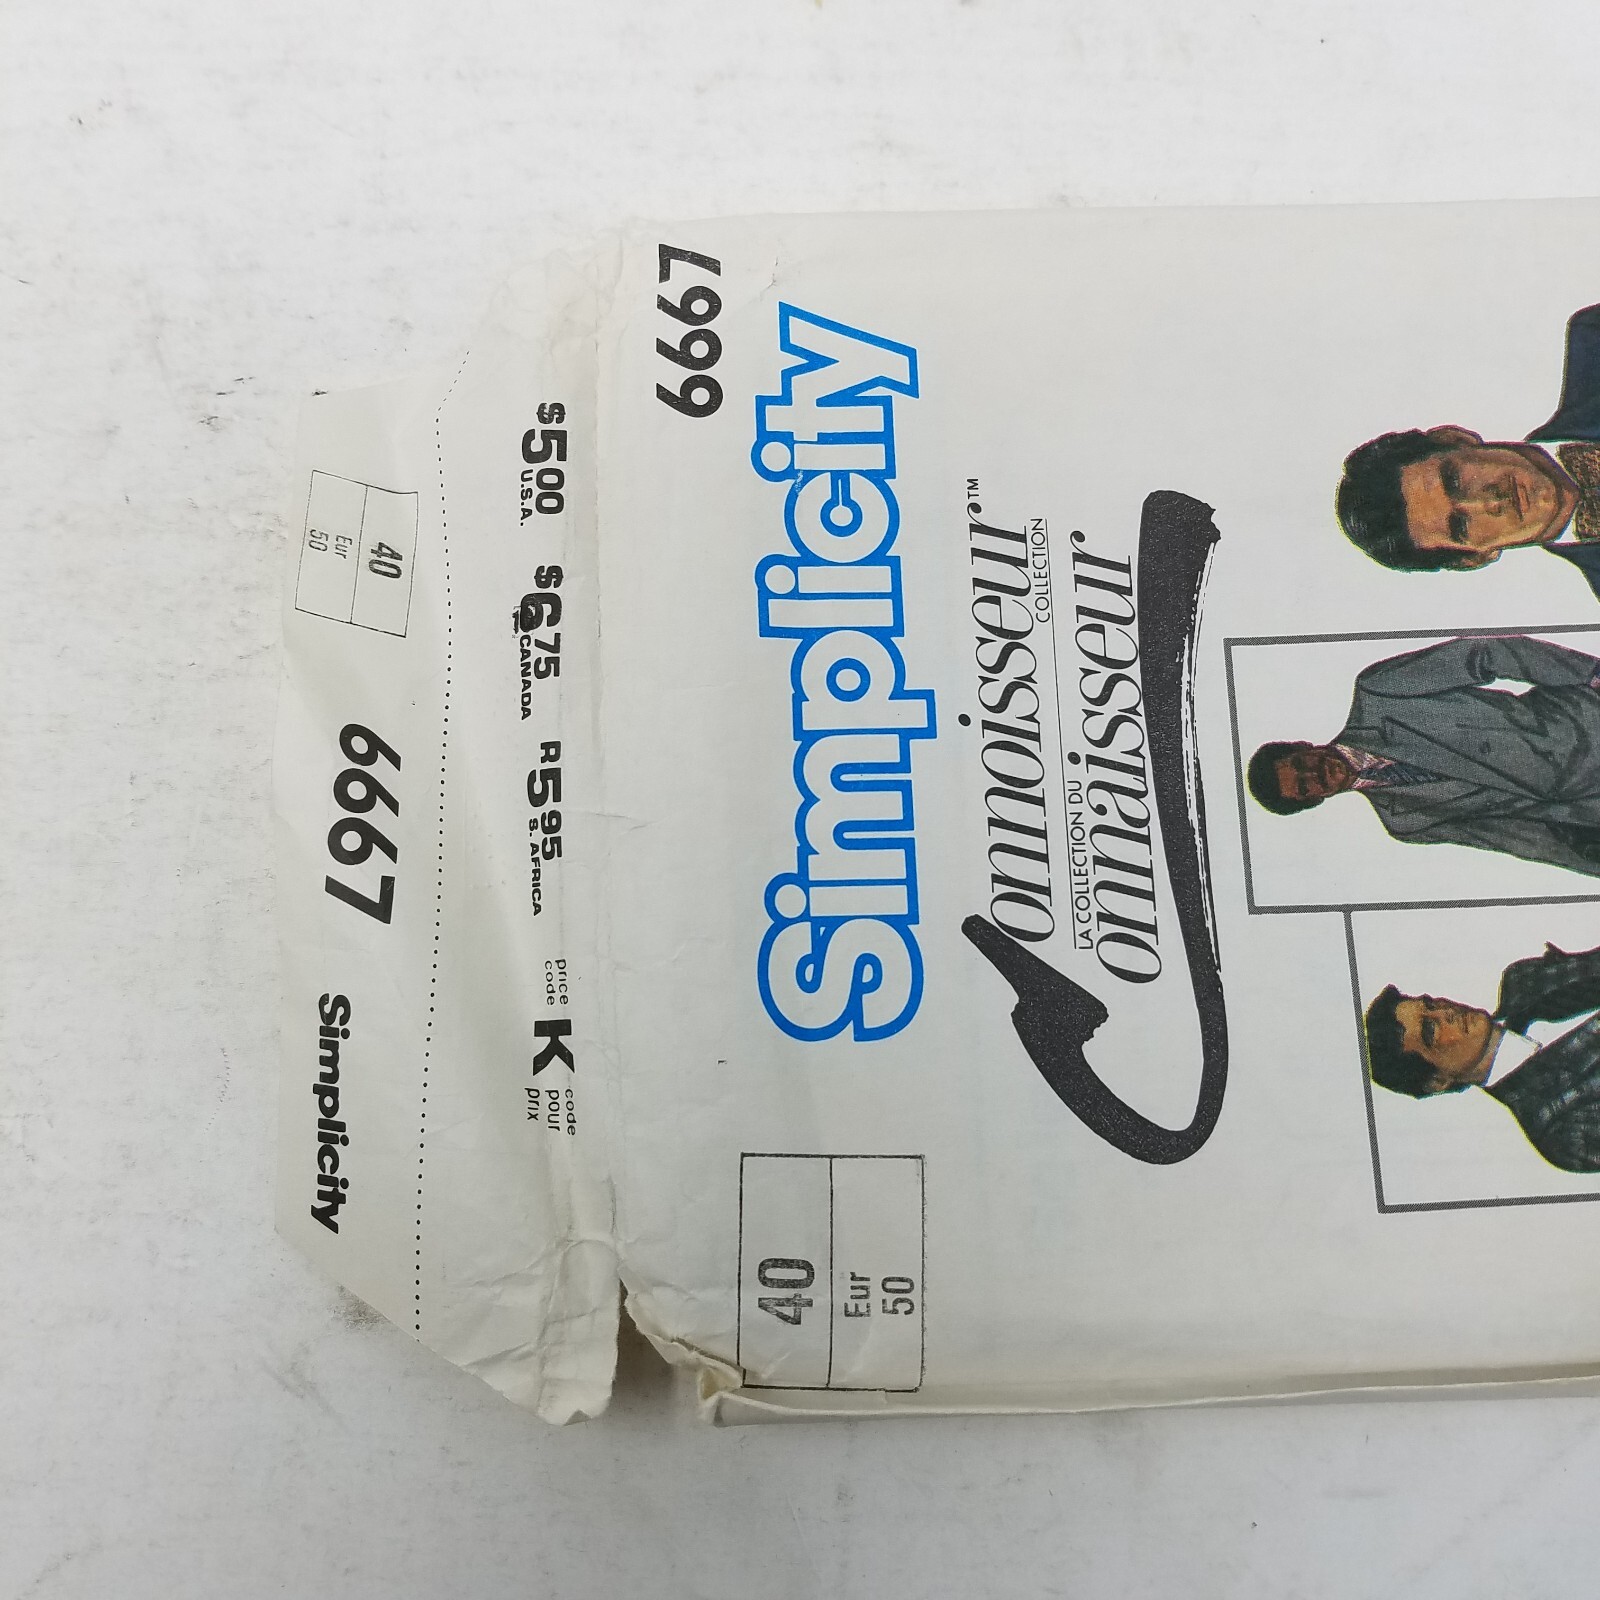 40
Eur
50
6667
Simplicity
$5.00
U.S.A.
$6.75
CANADA
R5.95
S. AFRICA
price
code
K
code
pour
prix
6667
Simplicity
Connoisseur™
COLLECTION
LA COLLECTION DU
Connaisseur
40
Eur
50